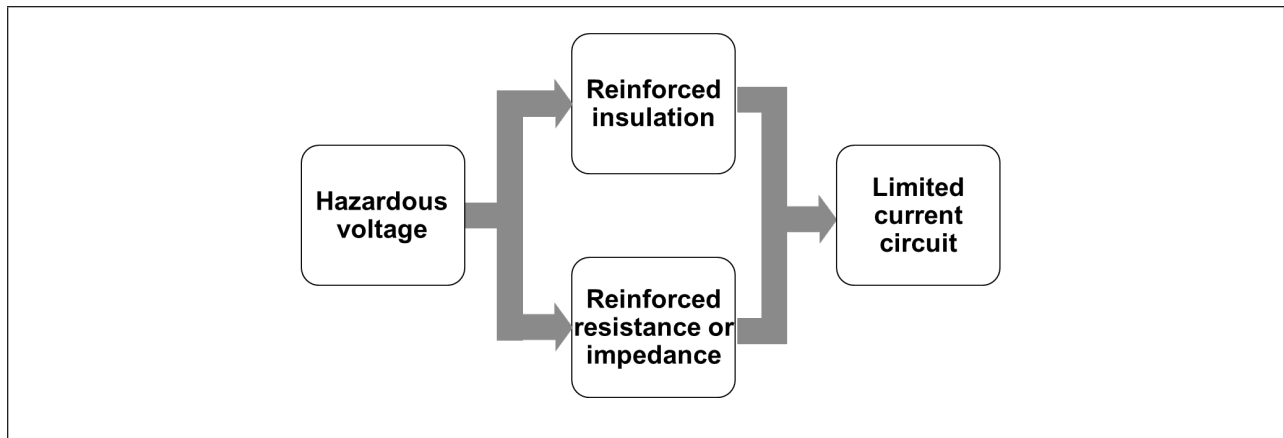 Hazardous
voltage
Reinforced
insulation
Reinforced
resistance or
impedance
Limited
current
circuit